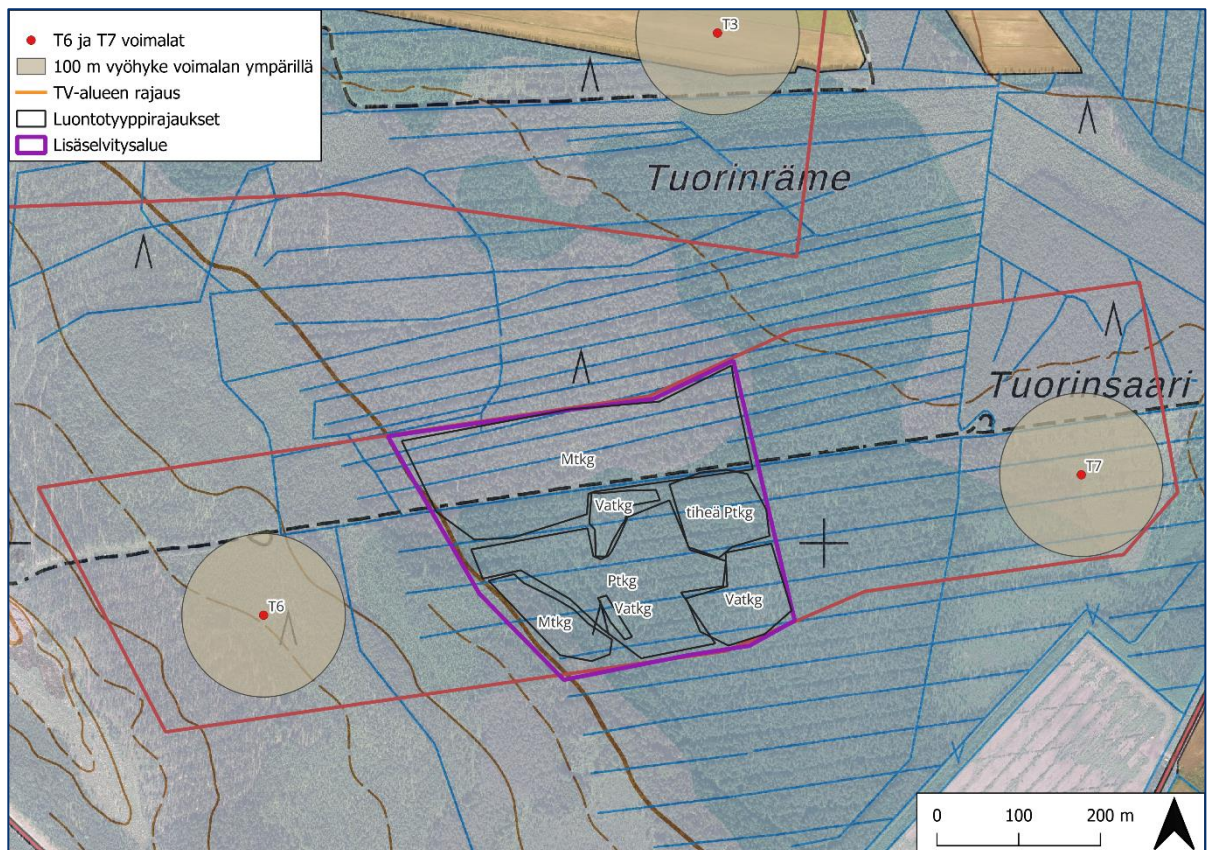 T6 ja T7 voimalat
100 m vyöhyke voimalan ympärillä
TV-alueen rajaus
Luontotyyppirajaukset
Lisäselvitysalue
T3
Tuorinräme
Tuorinsaari
Mtkg
T7
Vatkg
tiheä Ptkg
Ptkg
Vatkg
Vatkg
Mtkg
T6
0 100 200 m